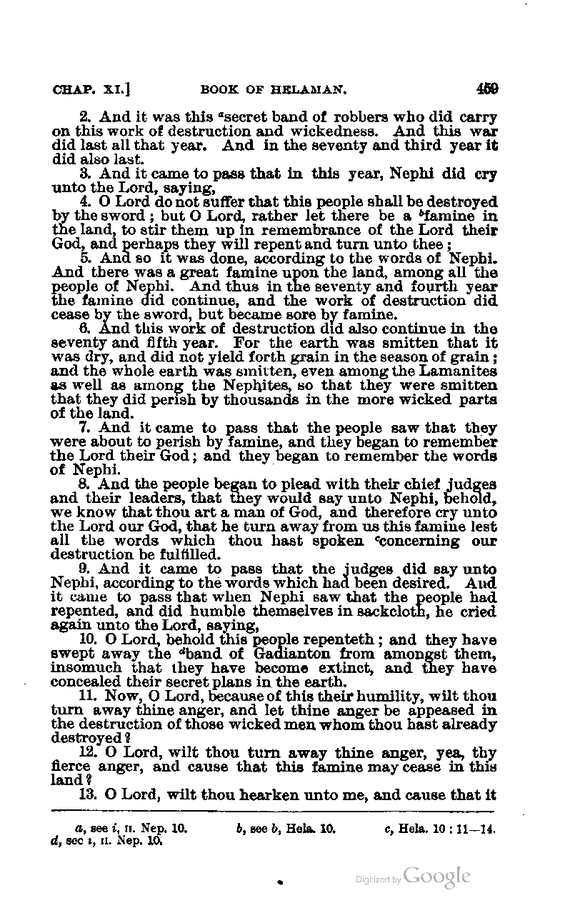 CHAP. XI.] BOOK OF HELAMAN. 459
2. And it was this ᵃsecret band of robbers who did carry
on this work of destruction and wickedness. And this war
did last all that year. And in the seventy and third year it
did also last.
3. And it came to pass that in this year, Nephi did cry
unto the Lord, saying,
4. O Lord do not suffer that this people shall be destroyed
by the sword; but O Lord, rather let there be a ᵇfamine in
the land, to stir them up in remembrance of the Lord their
God, and perhaps they will repent and turn unto thee;
5. And so it was done, according to the words of Nephi.
And there was a great famine upon the land, among all the
people of Nephi. And thus in the seventy and fourth year
the famine did continue, and the work of destruction did
cease by the sword, but became sore by famine.
6. And this work of destruction did also continue in the
seventy and fifth year. For the earth was smitten that it
was dry, and did not yield forth grain in the season of grain;
and the whole earth was smitten, even among the Lamanites
as well as among the Nephites, so that they were smitten
that they did perish by thousands in the more wicked parts
of the land.
7. And it came to pass that the people saw that they
were about to perish by famine, and they began to remember
the Lord their God; and they began to remember the words
of Nephi.
8. And the people began to plead with their chief judges
and their leaders, that they would say unto Nephi, behold,
we know that thou art a man of God, and therefore cry unto
the Lord our God, that he turn away from us this famine lest
all the words which thou hast spoken ᶜconcerning our
destruction be fulfilled.
9. And it came to pass that the judges did say unto
Nephi, according to the words which had been desired. And
it came to pass that when Nephi saw that the people had
repented, and did humble themselves in sackcloth, he cried
again unto the Lord, saying,
10. O Lord, behold this people repenteth; and they have
swept away the ᵈband of Gadianton from amongst them,
insomuch that they have become extinct, and they have
concealed their secret plans in the earth.
11. Now, O Lord, because of this their humility, wilt thou
turn away thine anger, and let thine anger be appeased in
the destruction of those wicked men whom thou hast already
destroyed?
12. O Lord, wilt thou turn away thine anger, yea, thy
fierce anger, and cause that this famine may cease in this
land?
13. O Lord, wilt thou hearken unto me, and cause that it
a, see i, II. Nep. 10. b, see b, Hela. 10. c, Hela. 10 : 11—14.
d, see i, II. Nep. 10.
Digitized by Google